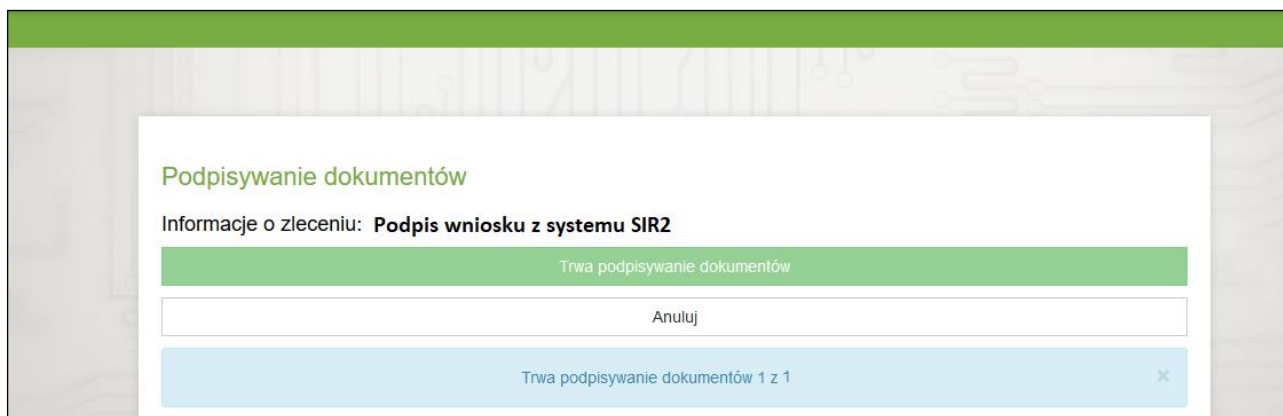 Podpisywanie dokumentów
Informacje o zleceniu: Podpis wniosku z systemu SIR2
Trwa podpisywanie dokumentów
Anuluj
Trwa podpisywanie dokumentów 1 z 1 ×